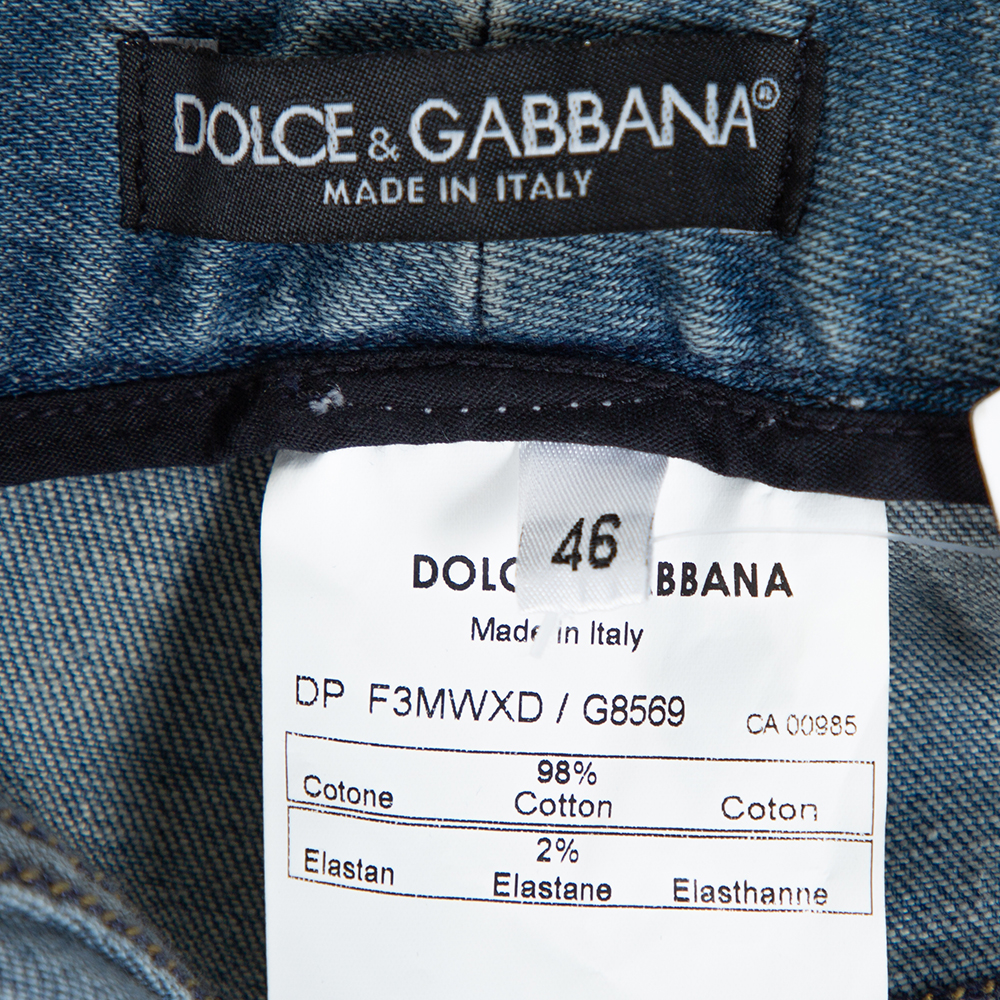 DOLCE & GABBANA®
MADE IN ITALY
46
DOLC BBANA
Made in Italy
DP F3MWXD / G8569 CA 00985
98%
Cotone Cotton Coton
2%
Elastan Elastane Elasthanne